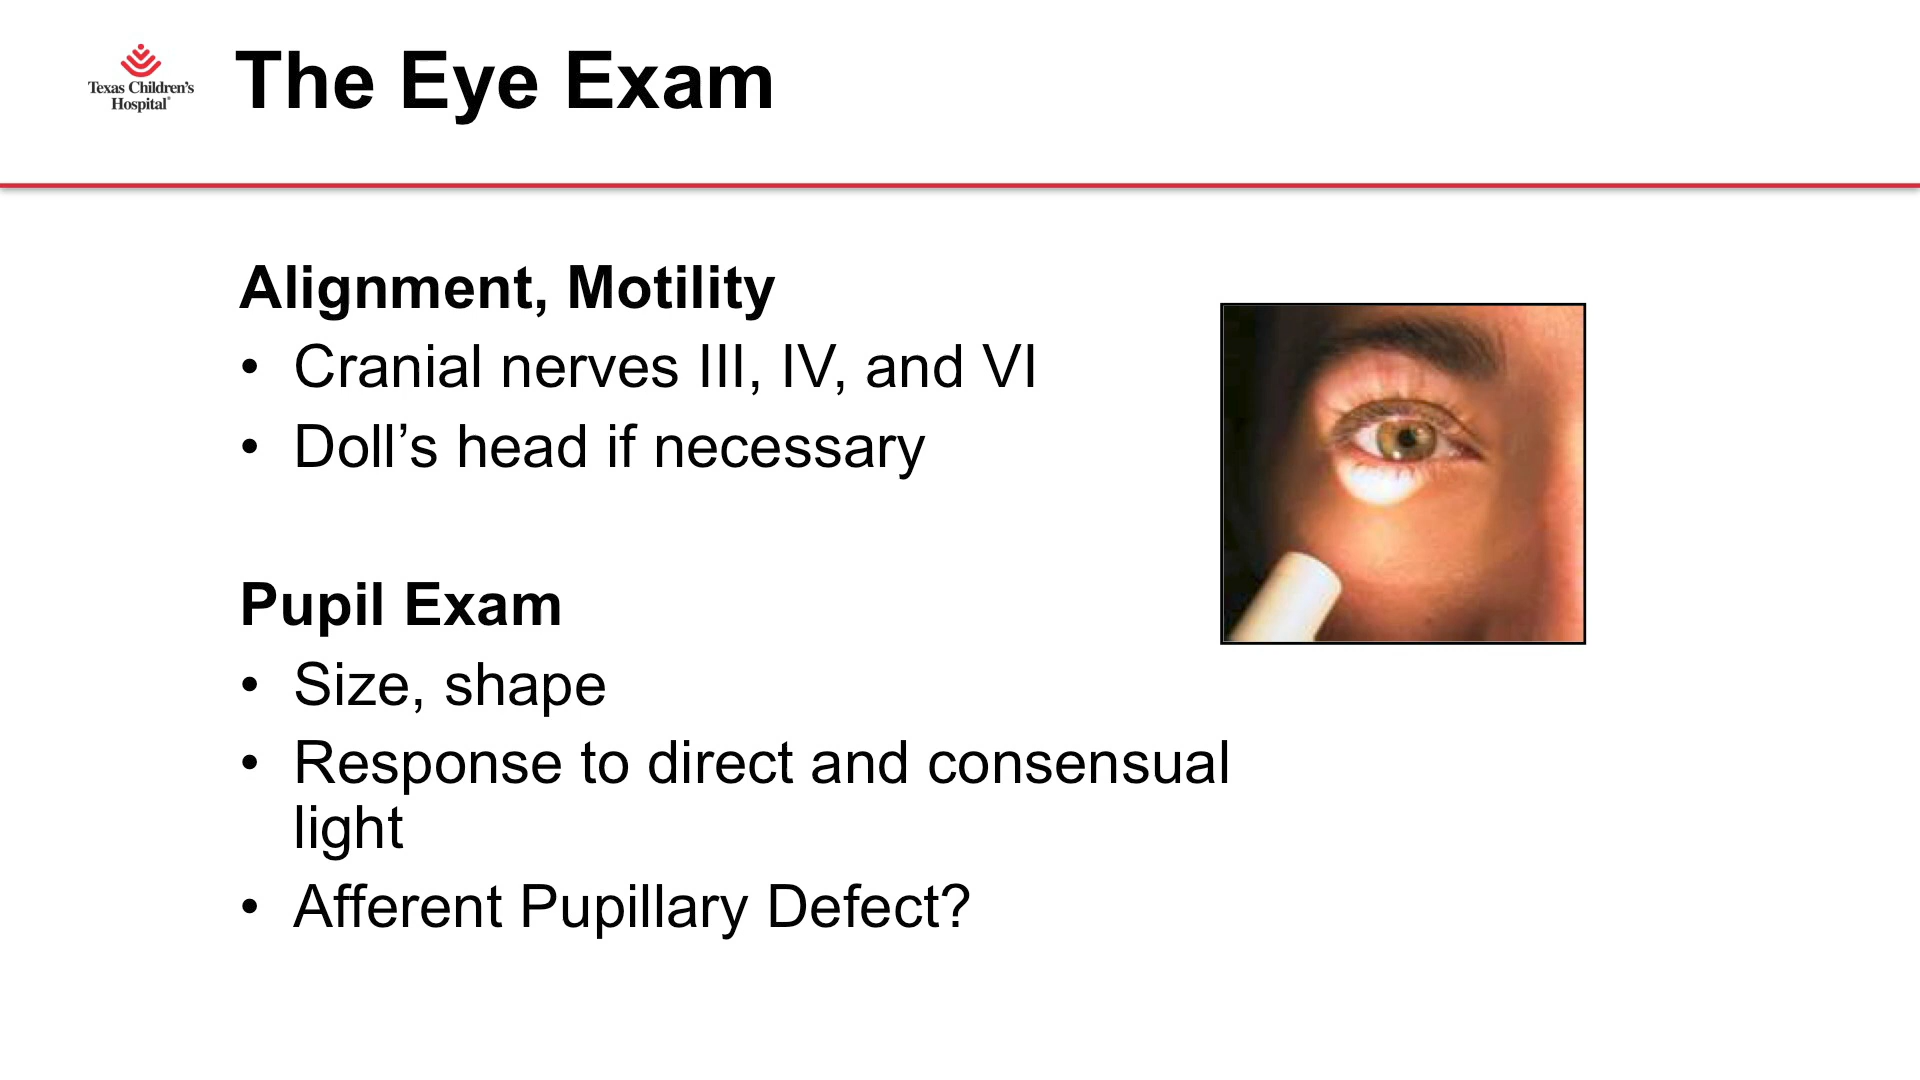 Texas Children's
Hospital®
The Eye Exam
Alignment, Motility
• Cranial nerves III, IV, and VI
• Doll’s head if necessary
Pupil Exam
• Size, shape
• Response to direct and consensual
light
• Afferent Pupillary Defect?